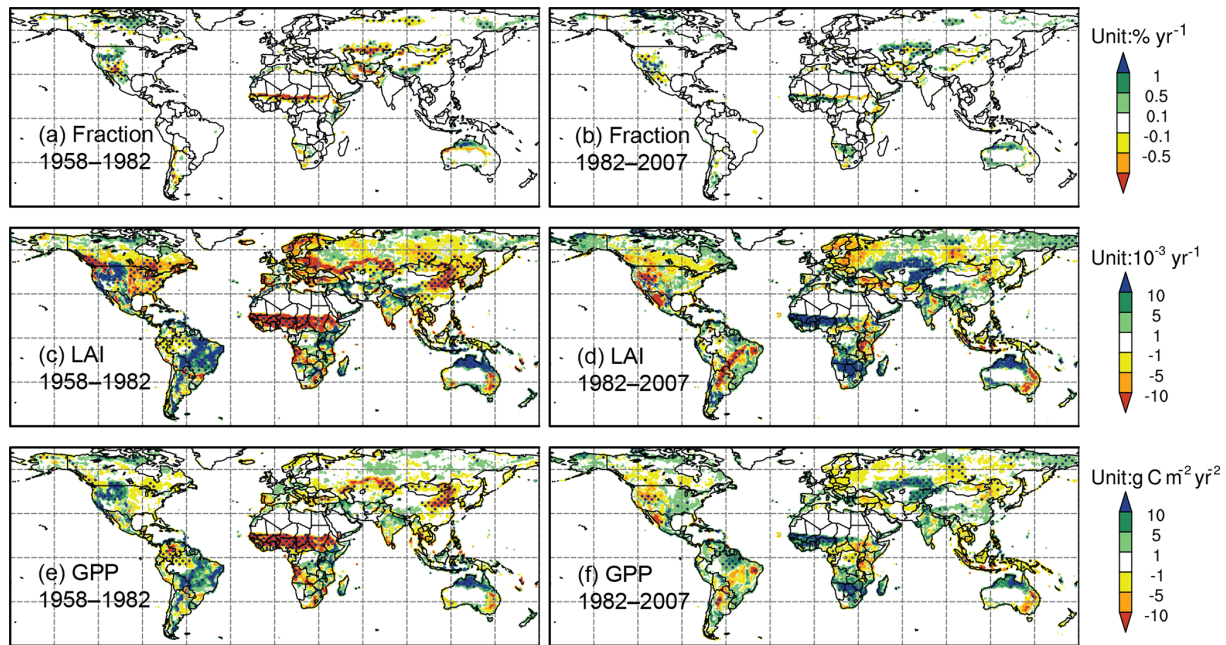 (a) Fraction
1958–1982
(b) Fraction
1982–2007
Unit:% yr⁻¹
1
0.5
0.1
-0.1
-0.5
(c) LAI
1958–1982
(d) LAI
1982–2007
Unit:10⁻³ yr⁻¹
10
5
1
-1
-5
-10
(e) GPP
1958–1982
(f) GPP
1982–2007
Unit:g C m⁻² yr⁻²
10
5
1
-1
-5
-10